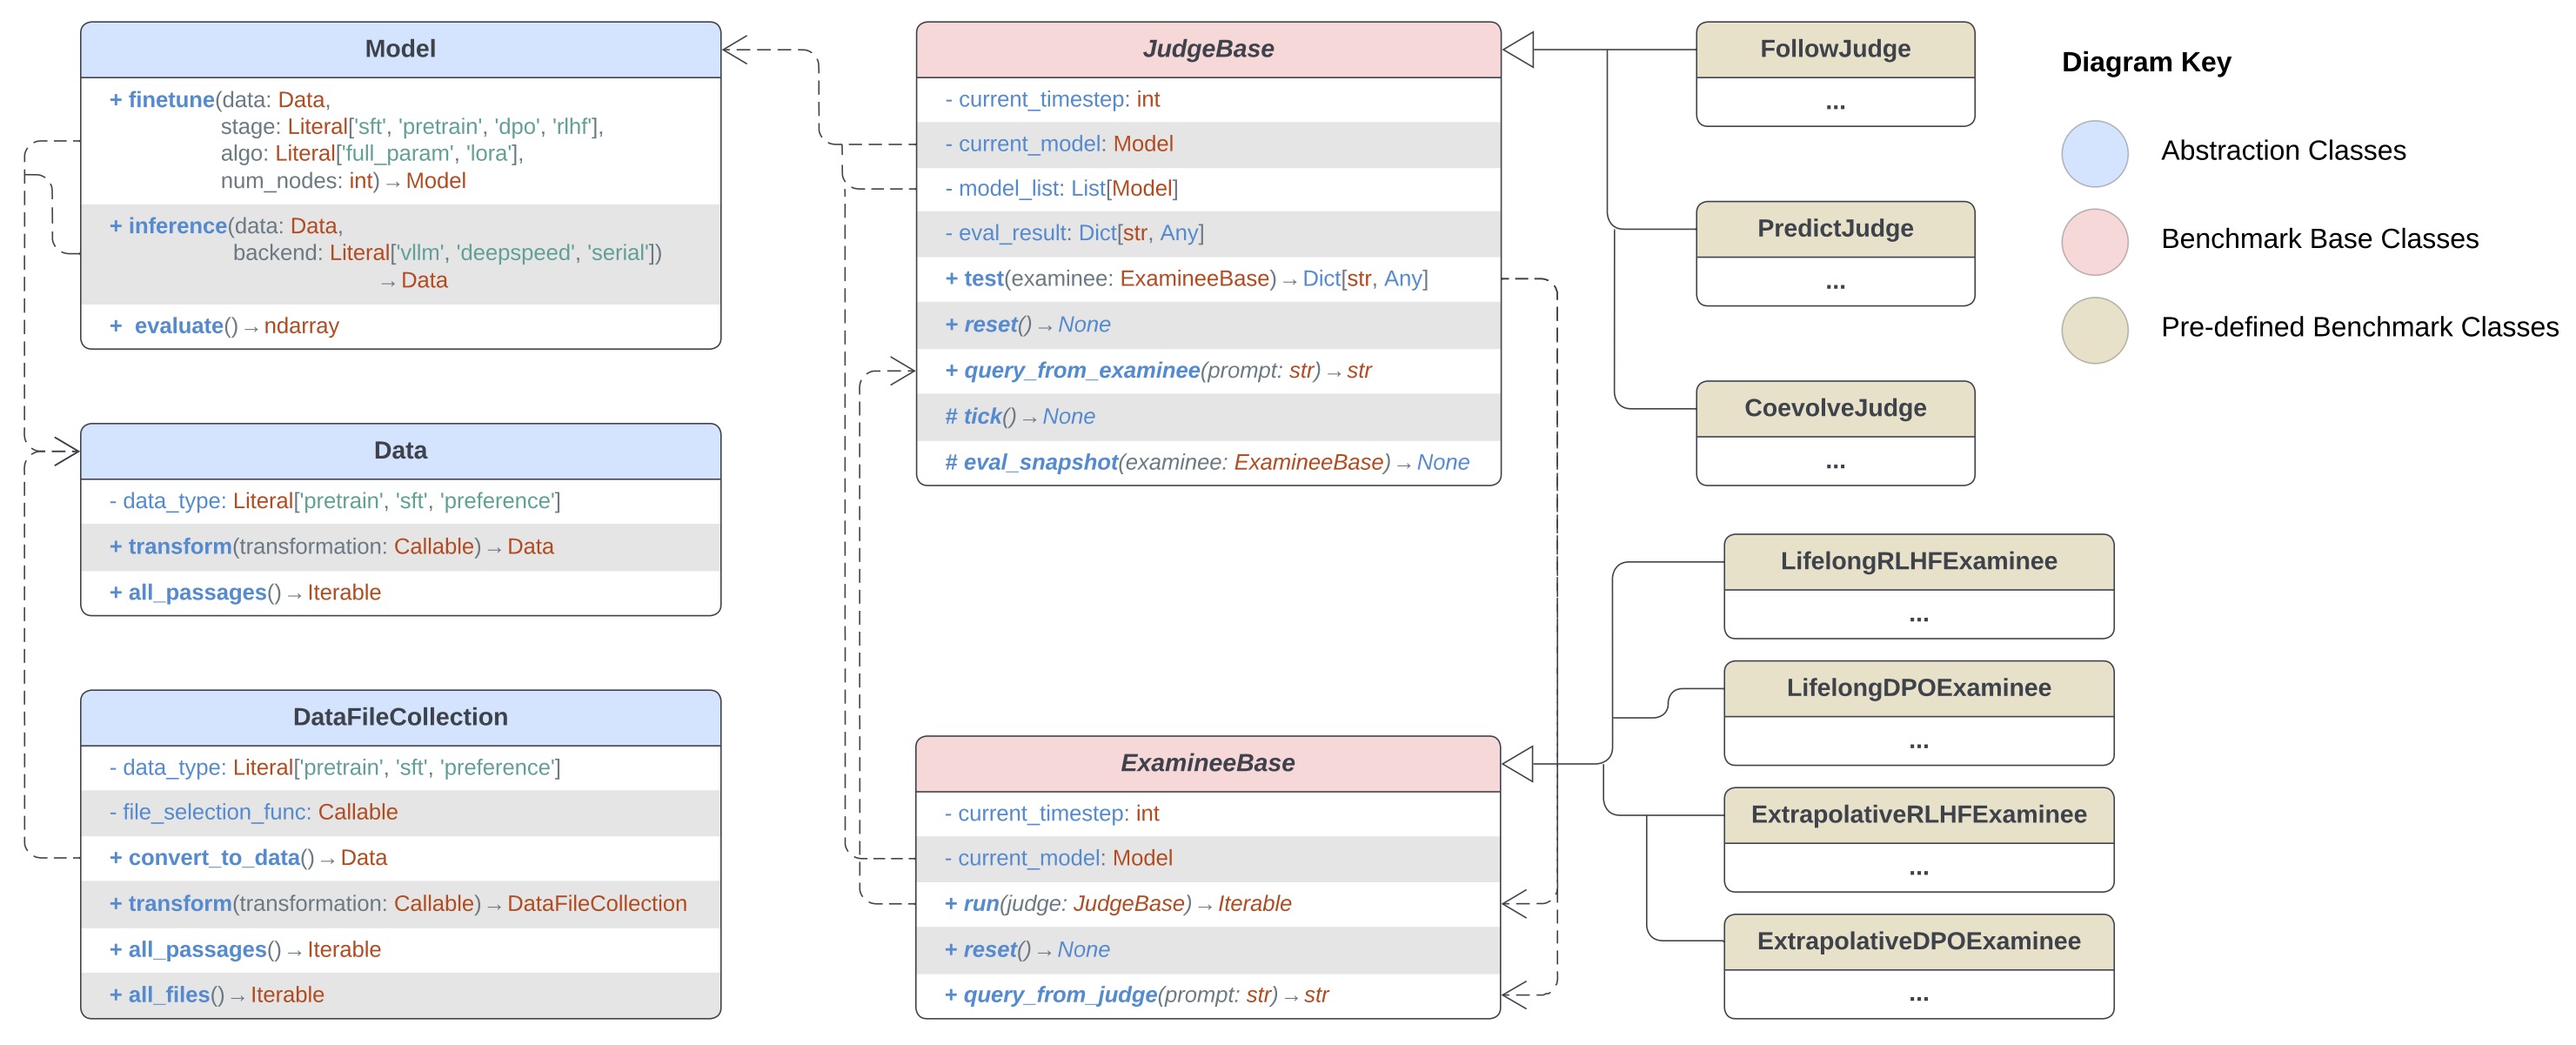 Model
+ finetune(data: Data,
stage: Literal['sft', 'pretrain', 'dpo', 'rlhf'],
algo: Literal['full_param', 'lora'],
num_nodes: int)→Model
+ inference(data: Data,
backend: Literal['vllm', 'deepspeed', 'serial'])
→Data
+ evaluate()→ndarray
Data
- data_type: Literal['pretrain', 'sft', 'preference']
+ transform(transformation: Callable)→Data
+ all_passages()→Iterable
DataFileCollection
- data_type: Literal['pretrain', 'sft', 'preference']
- file_selection_func: Callable
+ convert_to_data()→Data
+ transform(transformation: Callable)→DataFileCollection
+ all_passages()→Iterable
+ all_files()→Iterable
JudgeBase
- current_timestep: int
- current_model: Model
- model_list: List[Model]
- eval_result: Dict[str, Any]
+ test(examinee: ExamineeBase)→Dict[str, Any]
+ reset()→None
+ query_from_examinee(prompt: str)→str
# tick()→None
# eval_snapshot(examinee: ExamineeBase)→None
ExamineeBase
- current_timestep: int
- current_model: Model
+ run(judge: JudgeBase)→Iterable
+ reset()→None
+ query_from_judge(prompt: str)→str
FollowJudge
...
PredictJudge
...
CoevolveJudge
...
LifelongRLHFExaminee
...
LifelongDPOExaminee
...
ExtrapolativeRLHFExaminee
...
ExtrapolativeDPOExaminee
...
Diagram Key
Abstraction Classes
Benchmark Base Classes
Pre-defined Benchmark Classes